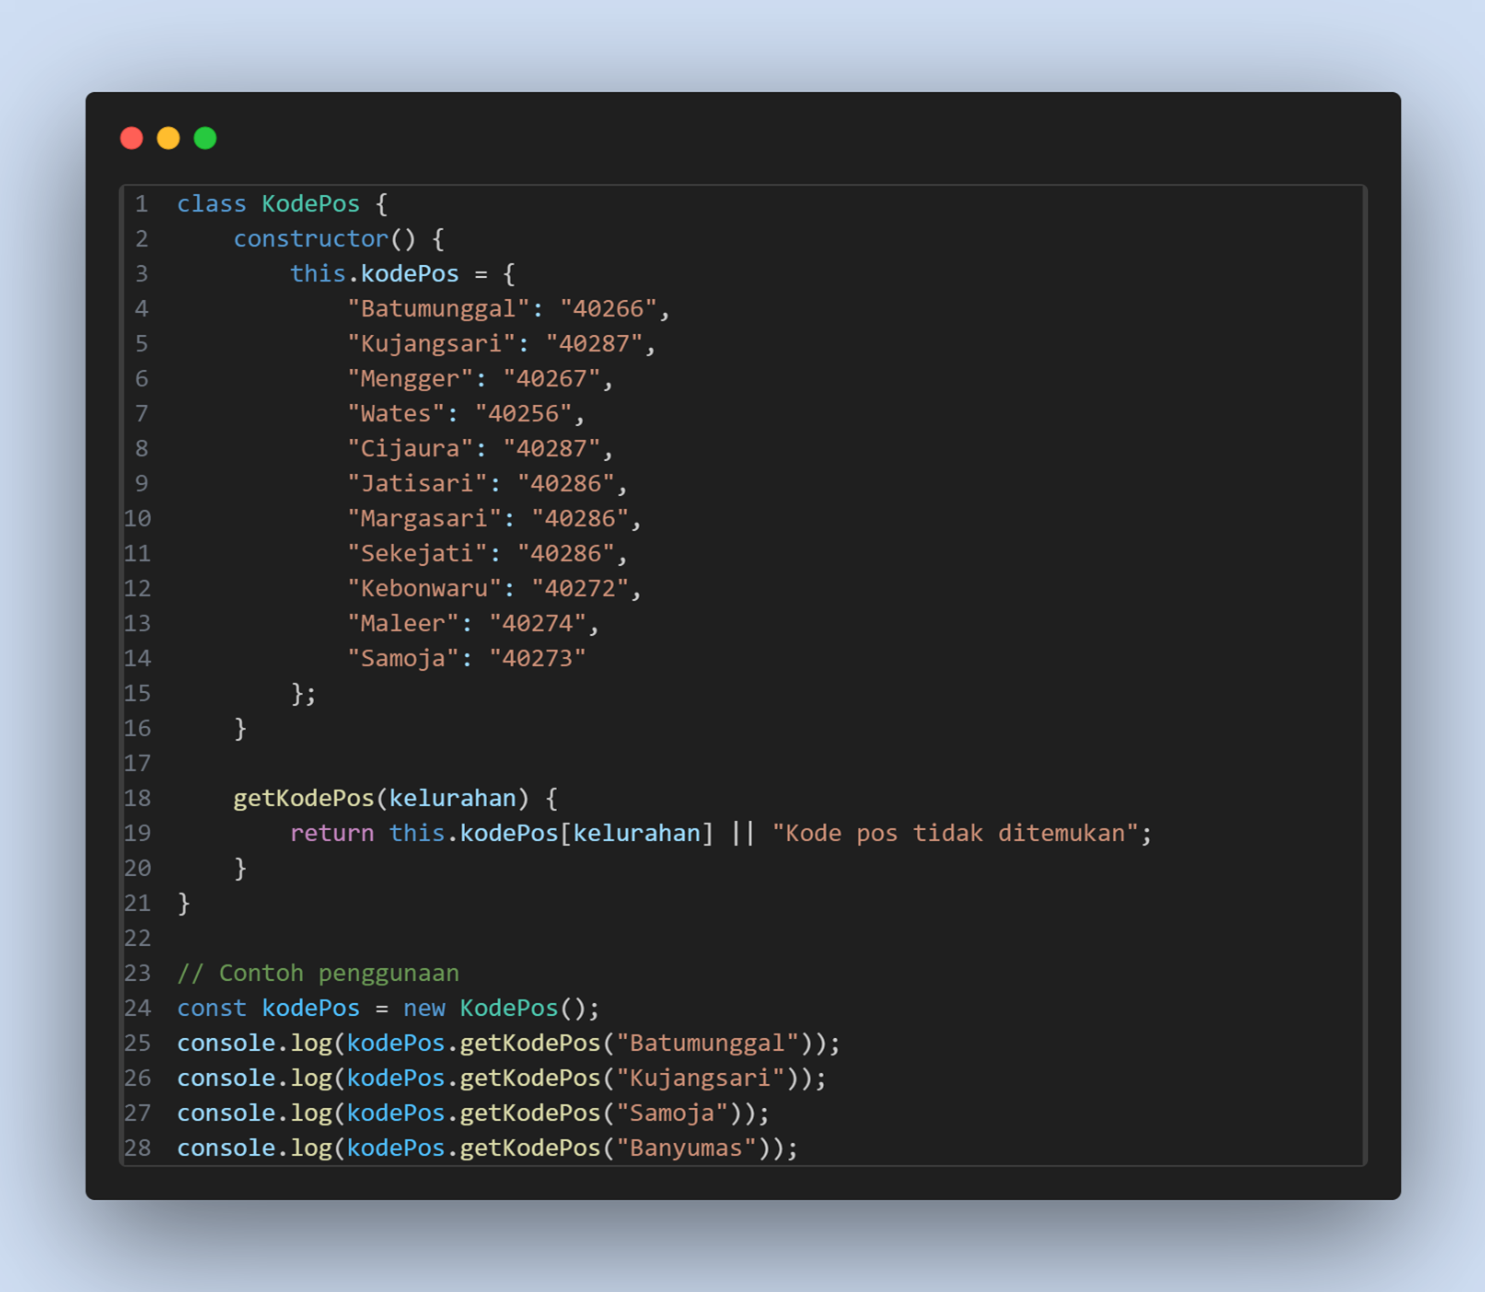 1 class KodePos {
2     constructor() {
3         this.kodePos = {
4             "Batumunggal": "40266",
5             "Kujangsari": "40287",
6             "Mengger": "40267",
7             "Wates": "40256",
8             "Cijaura": "40287",
9             "Jatisari": "40286",
10             "Margasari": "40286",
11             "Sekejati": "40286",
12             "Kebonwaru": "40272",
13             "Maleer": "40274",
14             "Samoja": "40273"
15         };
16     }
17
18     getKodePos(kelurahan) {
19         return this.kodePos[kelurahan] || "Kode pos tidak ditemukan";
20     }
21 }
22
23 // Contoh penggunaan
24 const kodePos = new KodePos();
25 console.log(kodePos.getKodePos("Batumunggal"));
26 console.log(kodePos.getKodePos("Kujangsari"));
27 console.log(kodePos.getKodePos("Samoja"));
28 console.log(kodePos.getKodePos("Banyumas"));